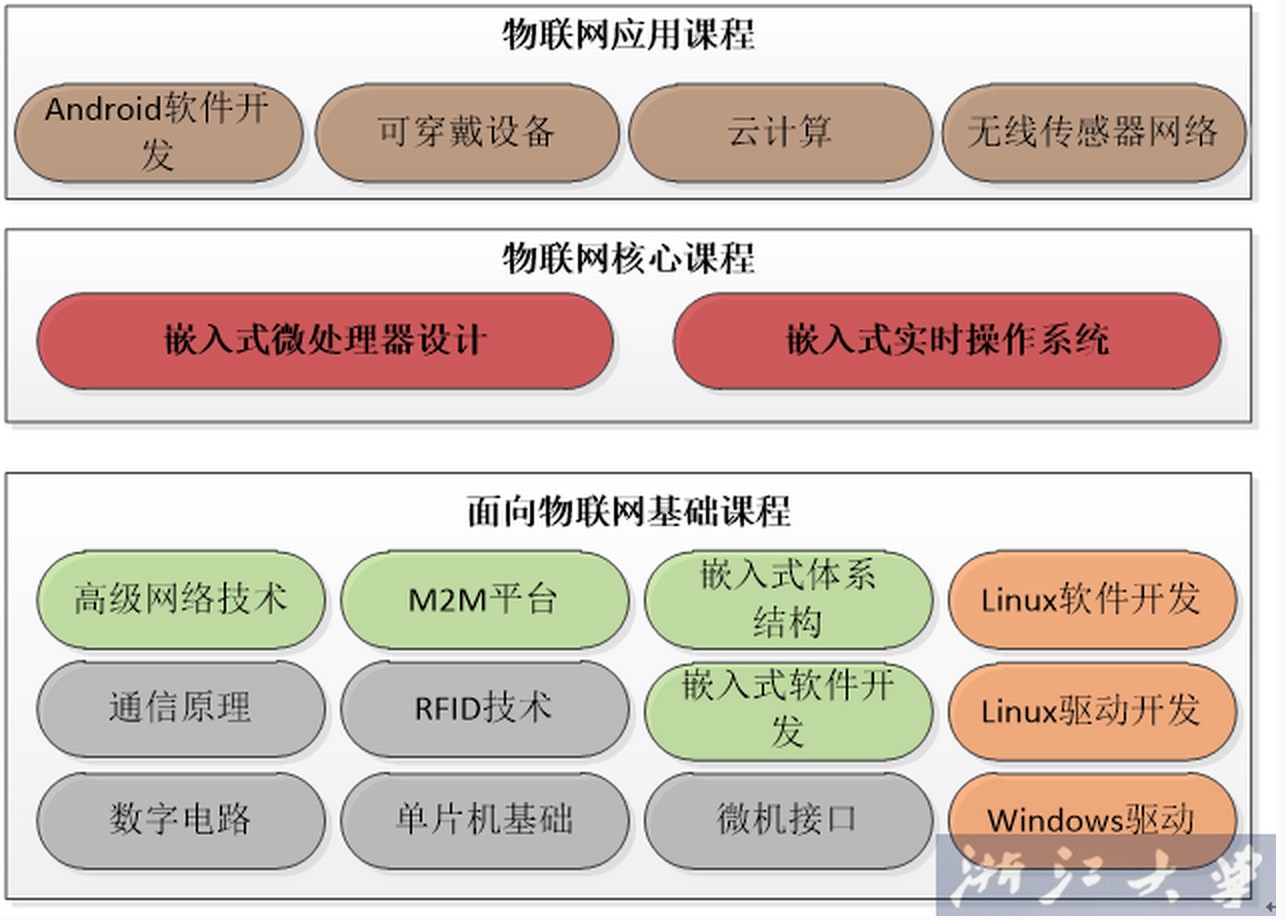 物联网应用课程
Android软件开
发
可穿戴设备
云计算
无线传感器网络
物联网核心课程
嵌入式微处理器设计
嵌入式实时操作系统
面向物联网基础课程
高级网络技术
M2M平台
嵌入式体系
结构
Linux软件开发
通信原理
RFID技术
嵌入式软件开
发
Linux驱动开发
数字电路
单片机基础
微机接口
Windows驱动
浙江大学